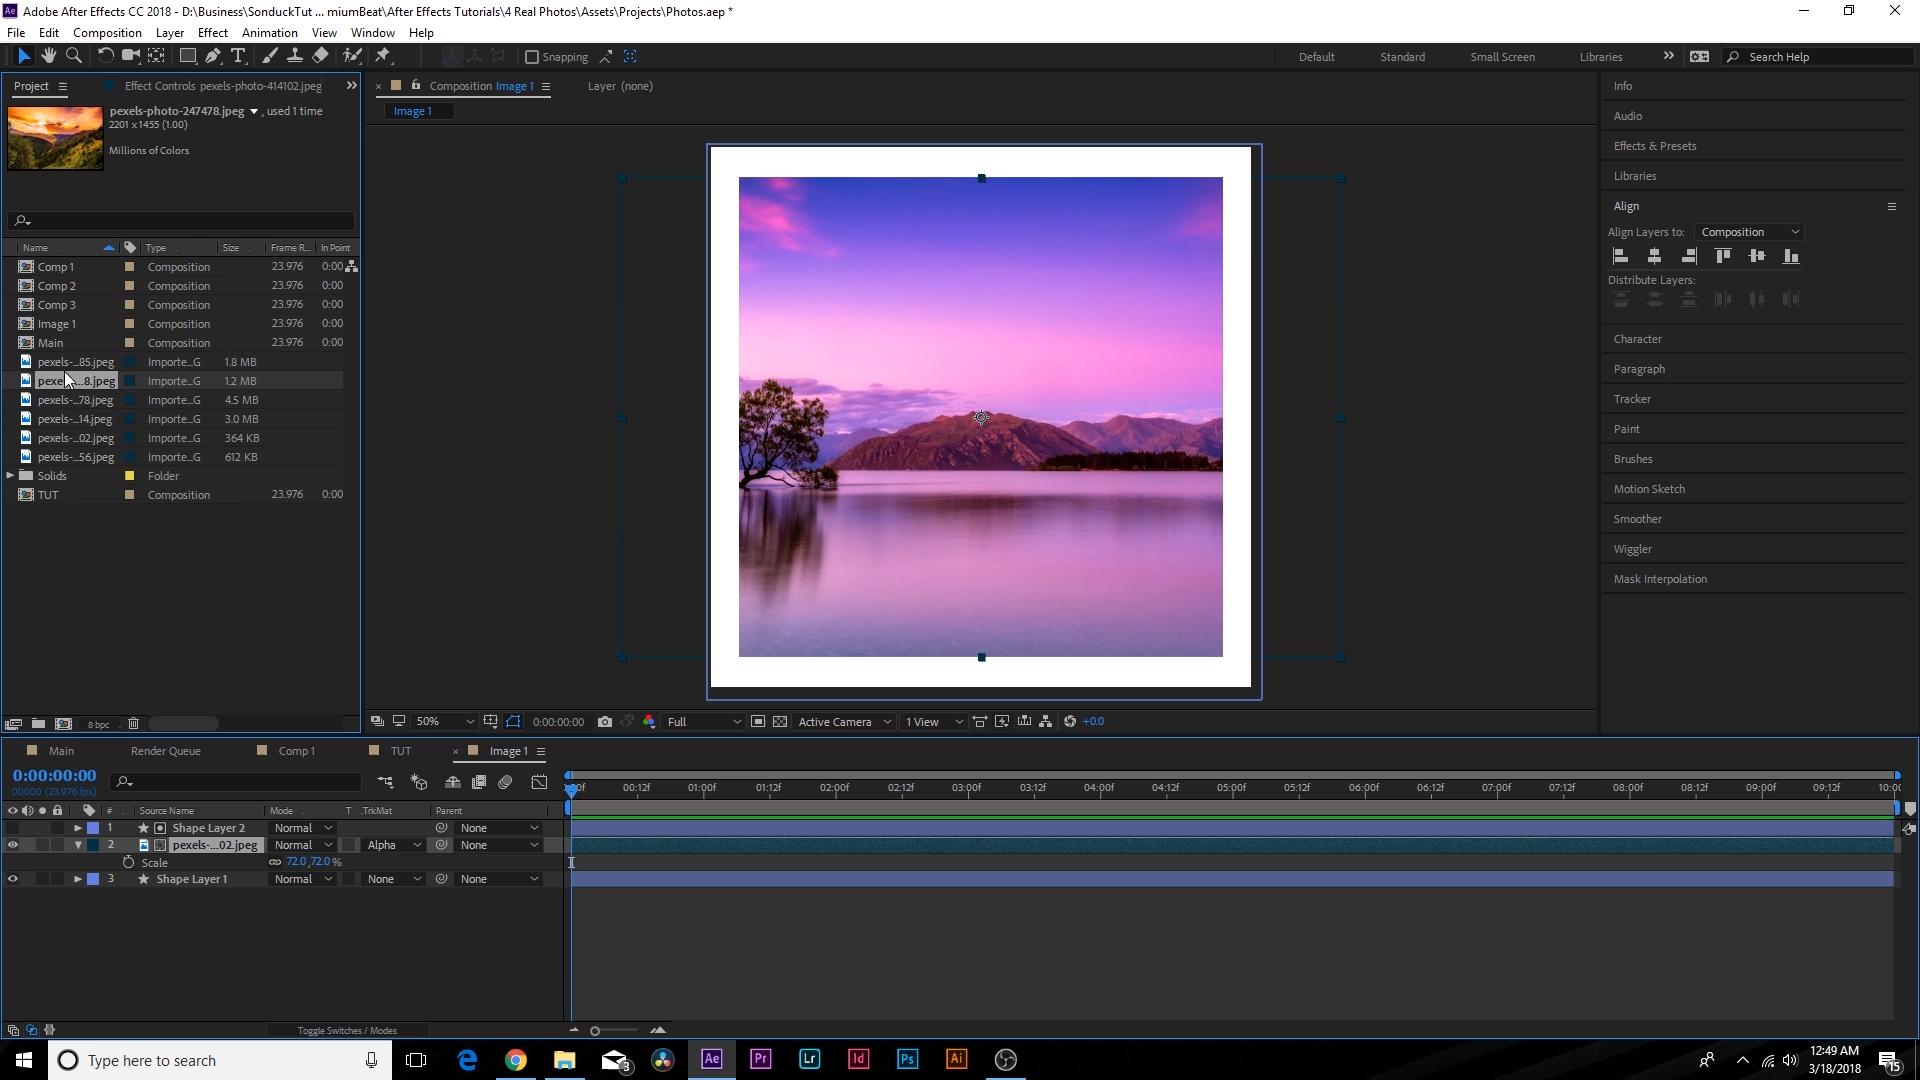 Adobe After Effects CC 2018 - D:\Business\SonduckTut ... miumBeat\After Effects Tutorials\4 Real Photos\Assets\Projects\Photos.aep *
File Edit Composition Layer Effect Animation View Window Help
Snapping Default Standard Small Screen Libraries Search Help
Project Effect Controls pexels-photo-414102.jpeg Composition Image 1 Layer (none) Info
pexels-photo-247478.jpeg , used 1 time Image 1
2201 x 1455 (1.00)
Audio
Millions of Colors Effects & Presets
Libraries
Align
Align Layers to: Composition
Distribute Layers:
Name Type Size Frame R... In Point
Comp 1 Composition 23.976 0:00
Comp 2 Composition 23.976 0:00
Comp 3 Composition 23.976 0:00
Image 1 Composition 23.976 0:00
Main Composition 23.976 0:00
pexels-...85.jpeg Importe...G 1.8 MB
pexe...8.jpeg Importe...G 1.2 MB
pexels-...78.jpeg Importe...G 4.5 MB
pexels-...14.jpeg Importe...G 3.0 MB
pexels-...02.jpeg Importe...G 364 KB
pexels-...56.jpeg Importe...G 612 KB
Solids Folder
TUT Composition 23.976 0:00
Character
Paragraph
Tracker
Paint
Brushes
Motion Sketch
Smoother
Wiggler
Mask Interpolation
8 bpc 50% 0:00:00:00 Full Active Camera 1 View +0.0
Main Render Queue Comp 1 TUT Image 1
0:00:00:00
00000 (23.976 fps)
00f 00:12f 01:00f 01:12f 02:00f 02:12f 03:00f 03:12f 04:00f 04:12f 05:00f 05:12f 06:00f 06:12f 07:00f 07:12f 08:00f 08:12f 09:00f 09:12f 10:00
# Source Name Mode T .TrkMat Parent
1 Shape Layer 2 Normal None
2 pexels-...02.jpeg Normal Alpha None
Scale 72.0,72.0%
3 Shape Layer 1 Normal None None
Toggle Switches / Modes
Type here to search Ae Pr Lr Id Ps Ai 12:49 AM
3/18/2018
3
15